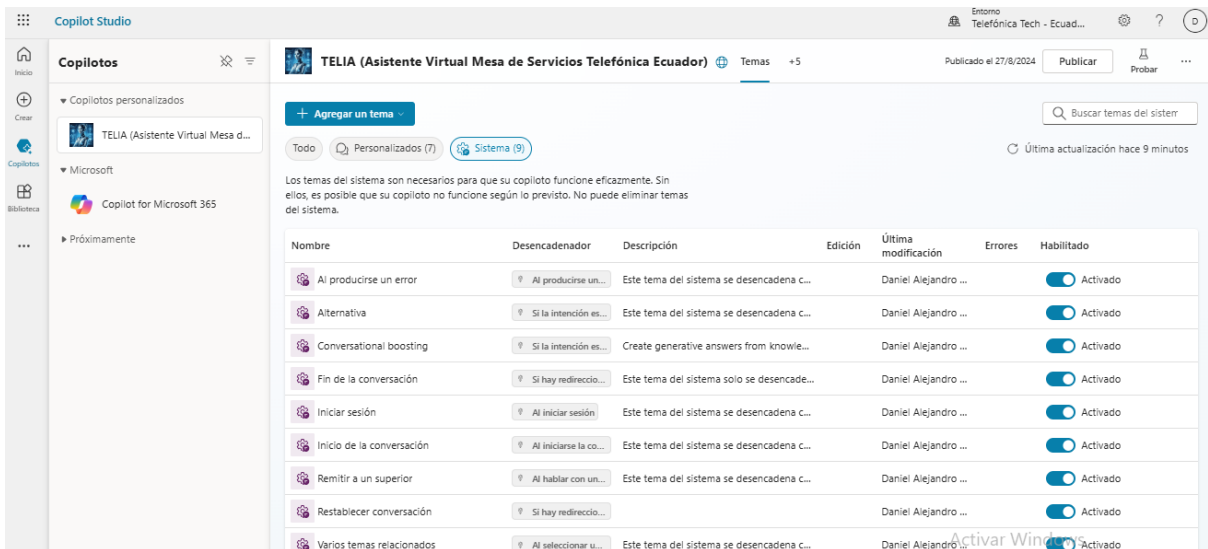 Copilot Studio
Entorno
Telefónica Tech - Ecuad...
?
D
Inicio
Crear
Copilotos
Biblioteca
...
Copilotos
Copilotos personalizados
TELIA (Asistente Virtual Mesa d...
Microsoft
Copilot for Microsoft 365
Próximamente
TELIA (Asistente Virtual Mesa de Servicios Telefónica Ecuador) Temas +5
Publicado el 27/8/2024 Publicar Probar ...
+ Agregar un tema
Buscar temas del sistem
Todo Personalizados (7) Sistema (9)
Última actualización hace 9 minutos
Los temas del sistema son necesarios para que su copiloto funcione eficazmente. Sin
ellos, es posible que su copiloto no funcione según lo previsto. No puede eliminar temas
del sistema.
Nombre Desencadenador Descripción Edición Última modificación Errores Habilitado
Al producirse un error Al producirse un... Este tema del sistema se desencadena c... Daniel Alejandro ... Activado
Alternativa Si la intención es... Este tema del sistema se desencadena c... Daniel Alejandro ... Activado
Conversational boosting Si la intención es... Create generative answers from knowle... Daniel Alejandro ... Activado
Fin de la conversación Si hay redireccio... Este tema del sistema solo se desencade... Daniel Alejandro ... Activado
Iniciar sesión Al iniciar sesión Este tema del sistema se desencadena c... Daniel Alejandro ... Activado
Inicio de la conversación Al iniciarse la co... Este tema del sistema se desencadena c... Daniel Alejandro ... Activado
Remitir a un superior Al hablar con un... Este tema del sistema se desencadena c... Daniel Alejandro ... Activado
Restablecer conversación Si hay redireccio... Daniel Alejandro ... Activado
Varios temas relacionados Al seleccionar u... Este tema del sistema se desencadena c... Daniel Alejandro ... Activado
Activar Windows